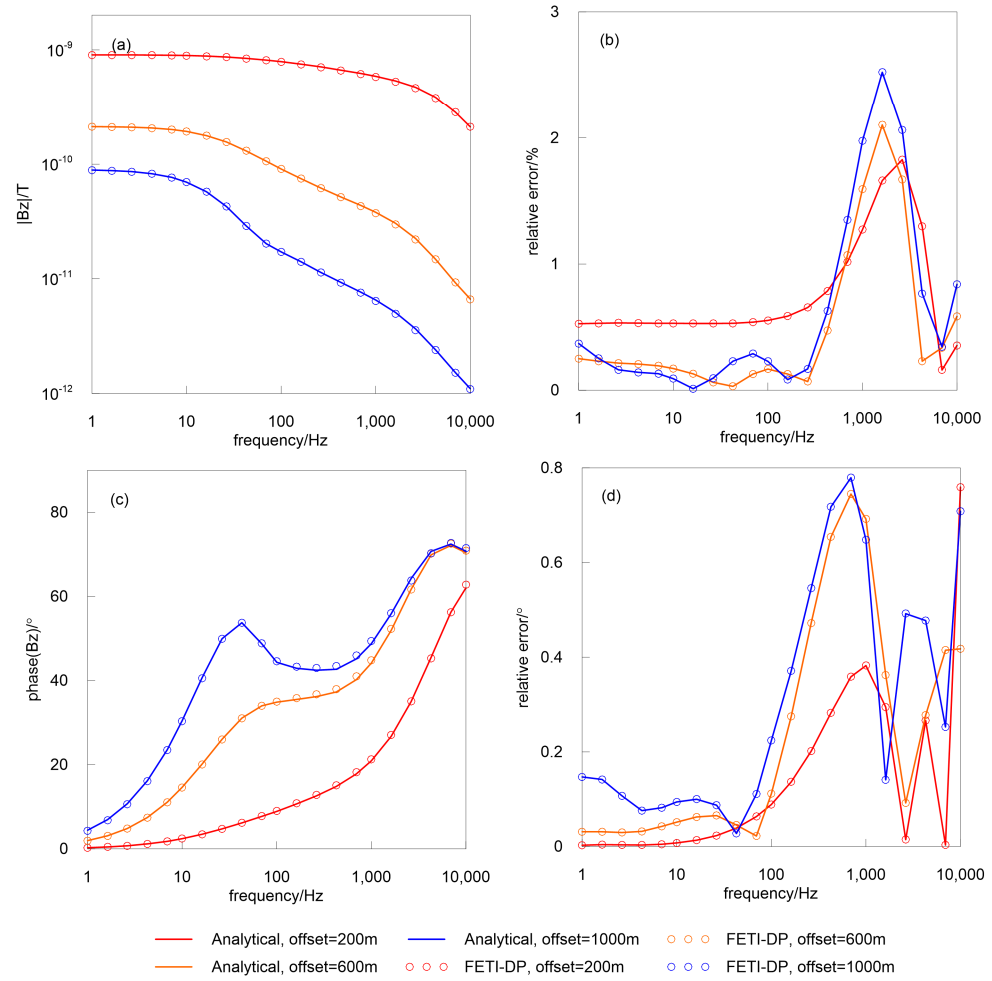 (a)
|Bz|/T
10-9
10-10
10-11
10-12
1 10 100 1,000 10,000
frequency/Hz
(b)
relative error/%
3
2
1
0
1 10 100 1,000 10,000
frequency/Hz
(c)
phase(Bz)/°
80
60
40
20
0
1 10 100 1,000 10,000
frequency/Hz
(d)
relative error/°
0.8
0.6
0.4
0.2
0
1 10 100 1,000 10,000
frequency/Hz
Analytical, offset=200m Analytical, offset=1000m FETI-DP, offset=600m
Analytical, offset=600m FETI-DP, offset=200m FETI-DP, offset=1000m